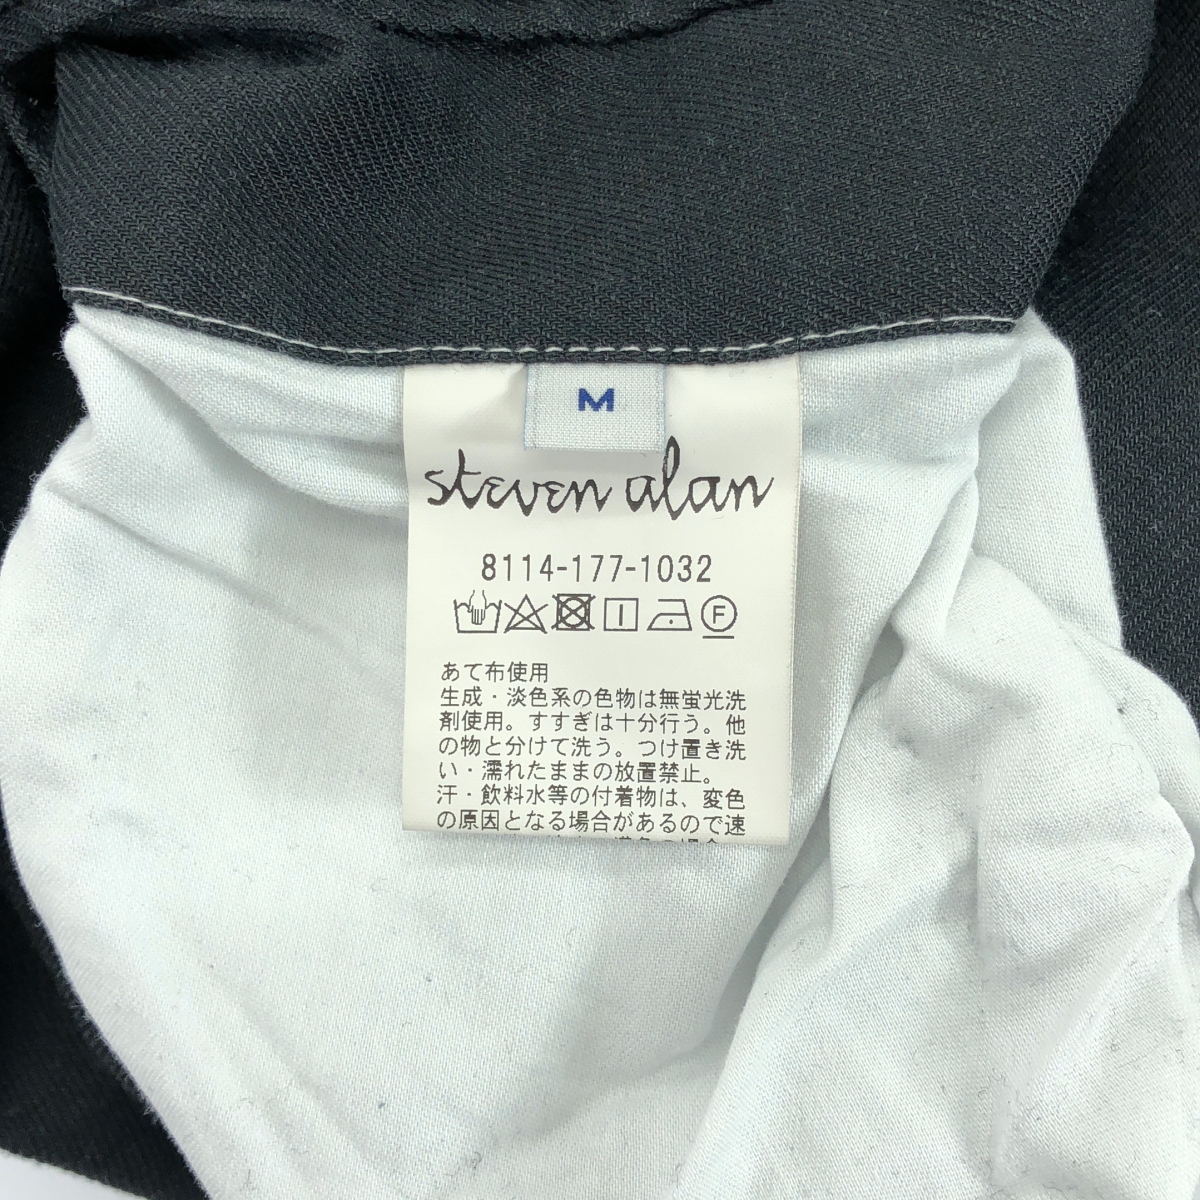 M
steven alan
8114-177-1032
F
あて布使用
生成・淡色系の色物は無蛍光洗
剤使用。すすぎは十分行う。他
の物と分けて洗う。つけ置き洗
い・濡れたままの放置禁止。
汗・飲料水等の付着物は、変色
の原因となる場合があるので速